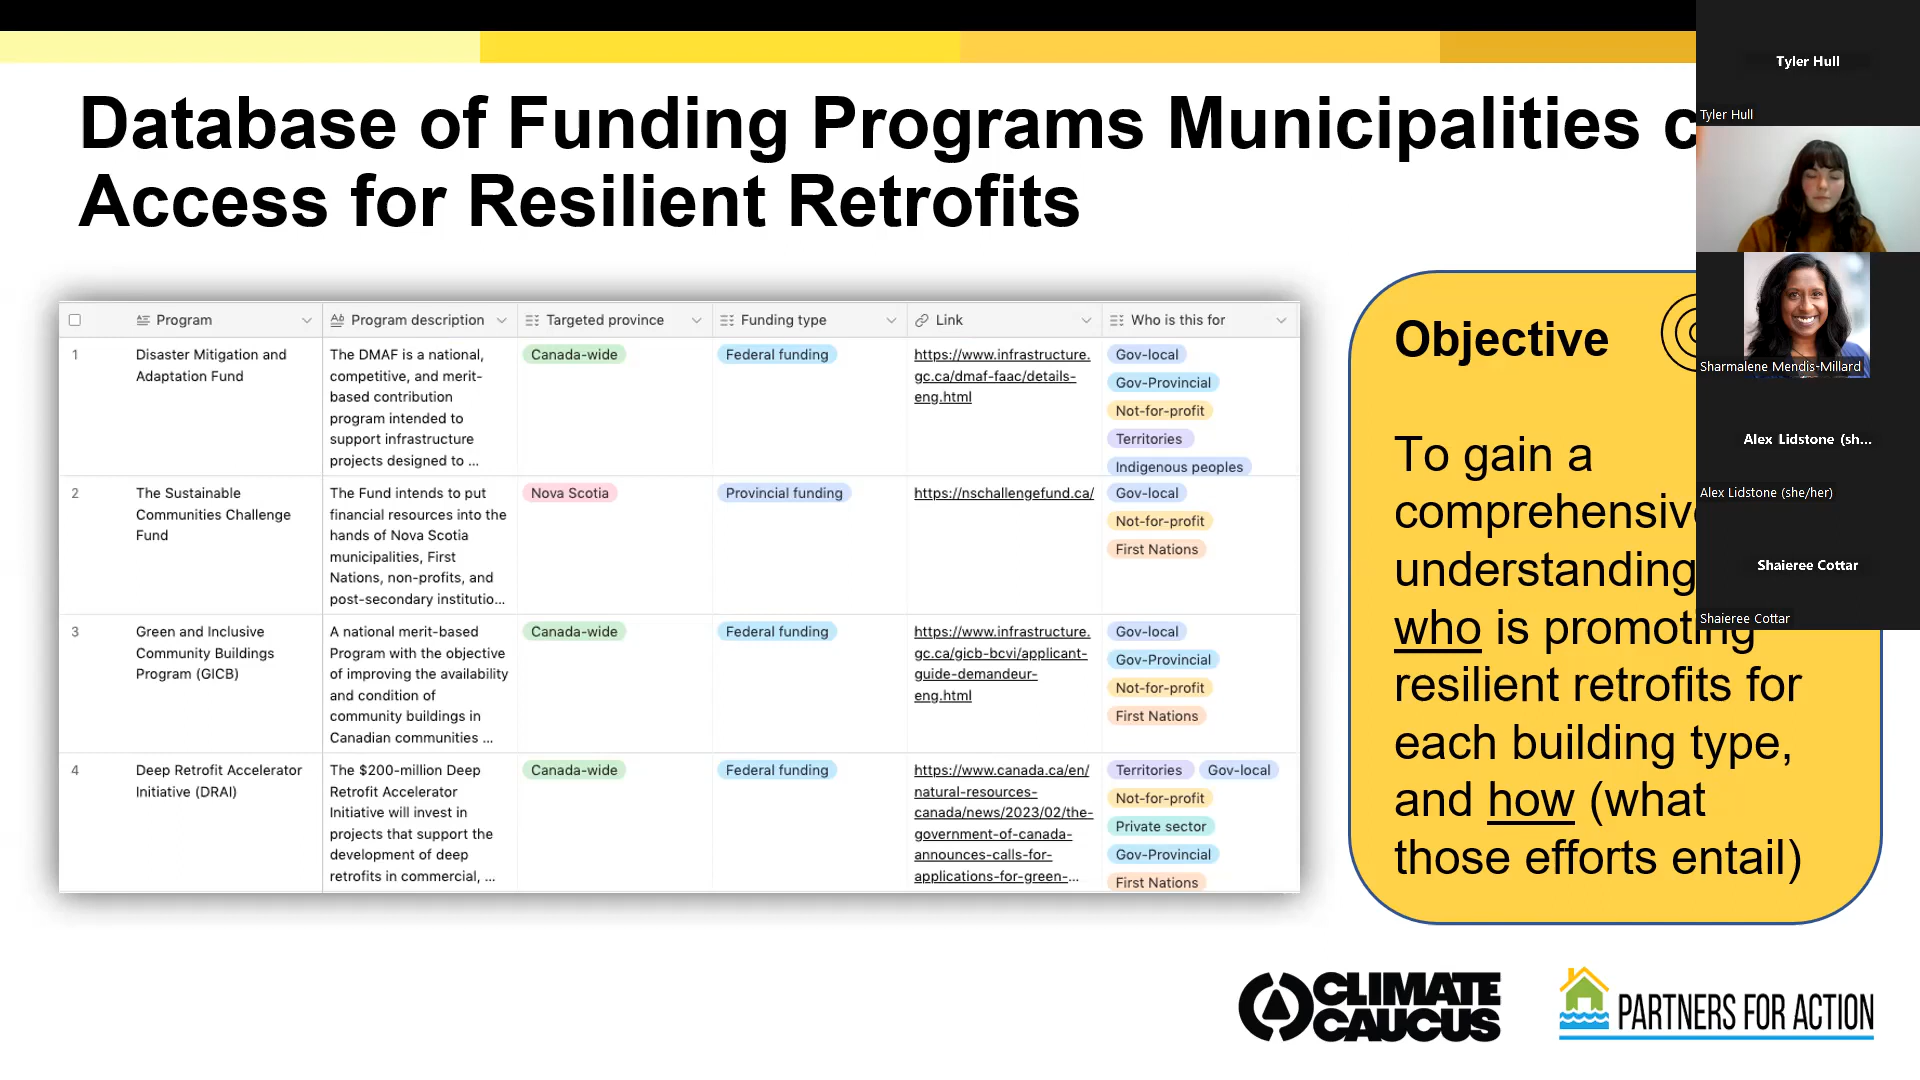 Database of Funding Programs Municipalities c
Access for Resilient Retrofits
Program
Program description
Targeted province
Funding type
Link
Who is this for
1
Disaster Mitigation and
Adaptation Fund
The DMAF is a national,
competitive, and merit-
based contribution
program intended to
support infrastructure
projects designed to ...
Canada-wide
Federal funding
https://www.infrastructure.
gc.ca/dmaf-faac/details-
eng.html
Gov-local
Gov-Provincial
Not-for-profit
Territories
Indigenous peoples
2
The Sustainable
Communities Challenge
Fund
The Fund intends to put
financial resources into the
hands of Nova Scotia
municipalities, First
Nations, non-profits, and
post-secondary institutio...
Nova Scotia
Provincial funding
https://nschallengefund.ca/
Gov-local
Not-for-profit
First Nations
3
Green and Inclusive
Community Buildings
Program (GICB)
A national merit-based
Program with the objective
of improving the availability
and condition of
community buildings in
Canadian communities ...
Canada-wide
Federal funding
https://www.infrastructure.
gc.ca/gicb-bcvi/applicant-
guide-demandeur-
eng.html
Gov-local
Gov-Provincial
Not-for-profit
First Nations
4
Deep Retrofit Accelerator
Initiative (DRAI)
The $200-million Deep
Retrofit Accelerator
Initiative will invest in
projects that support the
development of deep
retrofits in commercial, ...
Canada-wide
Federal funding
https://www.canada.ca/en/
natural-resources-
canada/news/2023/02/the-
government-of-canada-
announces-calls-for-
applications-for-green-...
Territories Gov-local
Not-for-profit
Private sector
Gov-Provincial
First Nations
Objective
To gain a
comprehensiv
understanding
who is promoting
resilient retrofits for
each building type,
and how (what
those efforts entail)
Tyler Hull
Tyler Hull
Sharmalene Mendis-Millard
Alex Lidstone (sh...
Alex Lidstone (she/her)
Shaieree Cottar
Shaieree Cottar
CLIMATE
CAUCUS
PARTNERS FOR ACTION